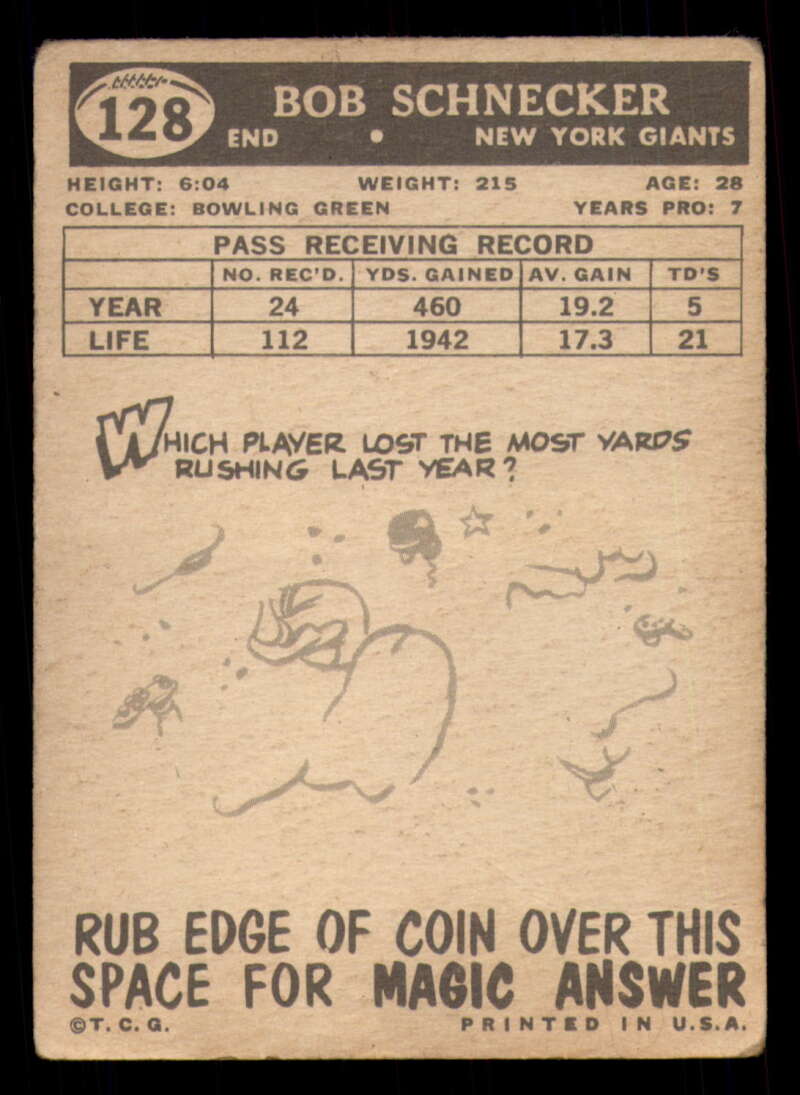 128
BOB SCHNECKER
END • NEW YORK GIANTS
HEIGHT: 6:04 WEIGHT: 215 AGE: 28
COLLEGE: BOWLING GREEN YEARS PRO: 7
PASS RECEIVING RECORD
NO. REC'D. YDS. GAINED AV. GAIN TD'S
YEAR 24 460 19.2 5
LIFE 112 1942 17.3 21
WHICH PLAYER LOST THE MOST YARDS
RUSHING LAST YEAR?
RUB EDGE OF COIN OVER THIS
SPACE FOR MAGIC ANSWER
©T. C. G. PRINTED IN U.S.A.